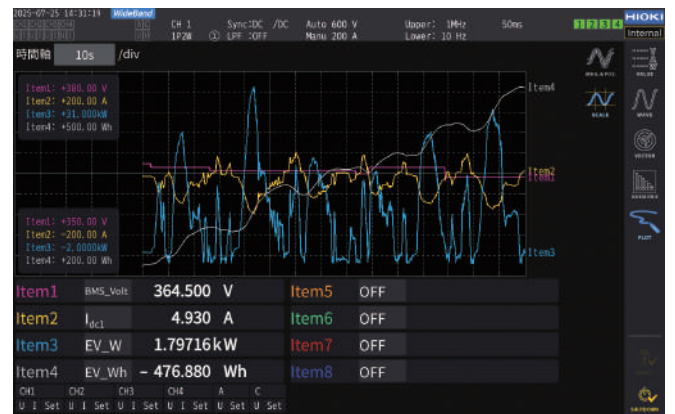 2025-07-25 14:31:19 WideBand
CH 1 Sync:DC /DC Auto 600 V Upper: 1MHz 50ms
1P2W ① LPF :OFF Manu 200 A Lower: 10 Hz
1 2 3 4
HIOKI
Internal
時間軸 10s /div
Item1: +380.00 V
Item2: +200.00 A
Item3: +31.000kW
Item4: +500.00 Wh
Item4
Item2
Item1
Item3
Item1: +350.00 V
Item2: -200.00 A
Item3: -2.0000kW
Item4: +200.00 Wh
SCALE
VALUE
WAVE
VECTOR
PLOT
Item1 BMS_Volt 364.500 V Item5 OFF
Item2 Idc1 4.930 A Item6 OFF
Item3 EV_W 1.79716kW Item7 OFF
Item4 EV_Wh - 476.880 Wh Item8 OFF
CH1 CH2 CH3 CH4 A C
U I Set U I Set U I Set U I Set U Set U Set